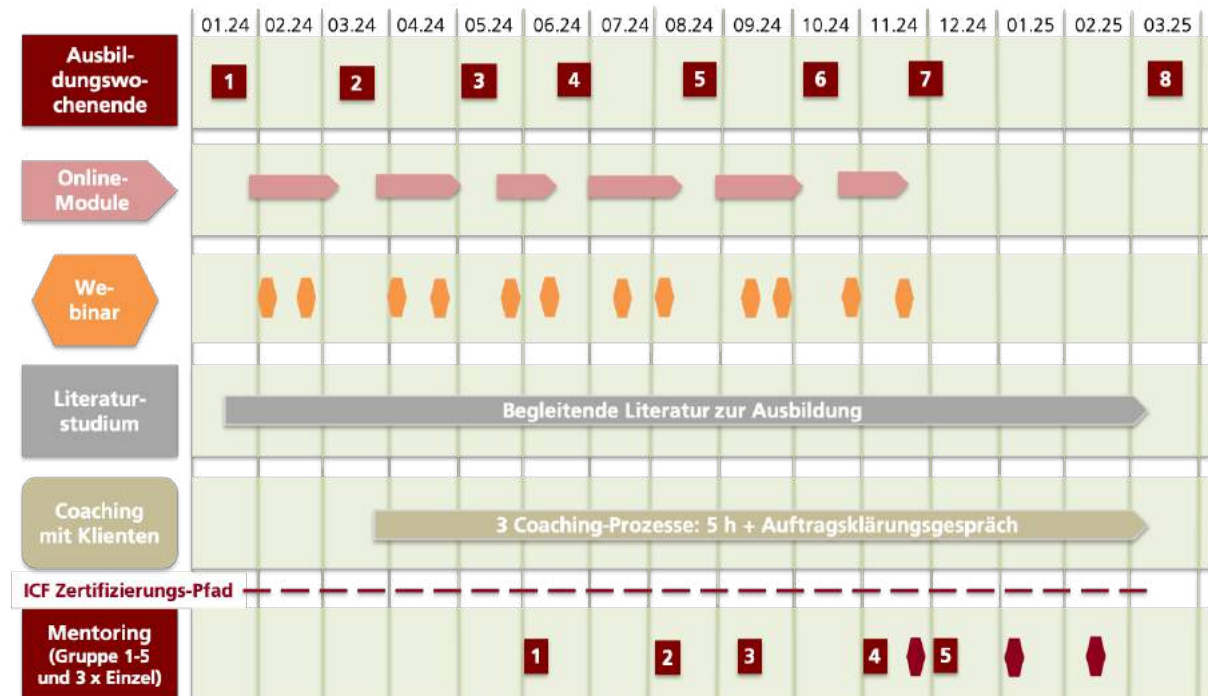 01.24 02.24 03.24 04.24 05.24 06.24 07.24 08.24 09.24 10.24 11.24 12.24 01.25 02.25 03.25
Ausbil-
dungswo-
chenende
1 2 3 4 5 6 7 8
Online-
Module
We-
binar
Literatur-
studium
Begleitende Literatur zur Ausbildung
Coaching
mit Klienten
3 Coaching-Prozesse: 5 h + Auftragsklärungsgespräch
ICF Zertifizierungs-Pfad
Mentoring
(Gruppe 1-5
und 3 x Einzel)
1 2 3 4 5